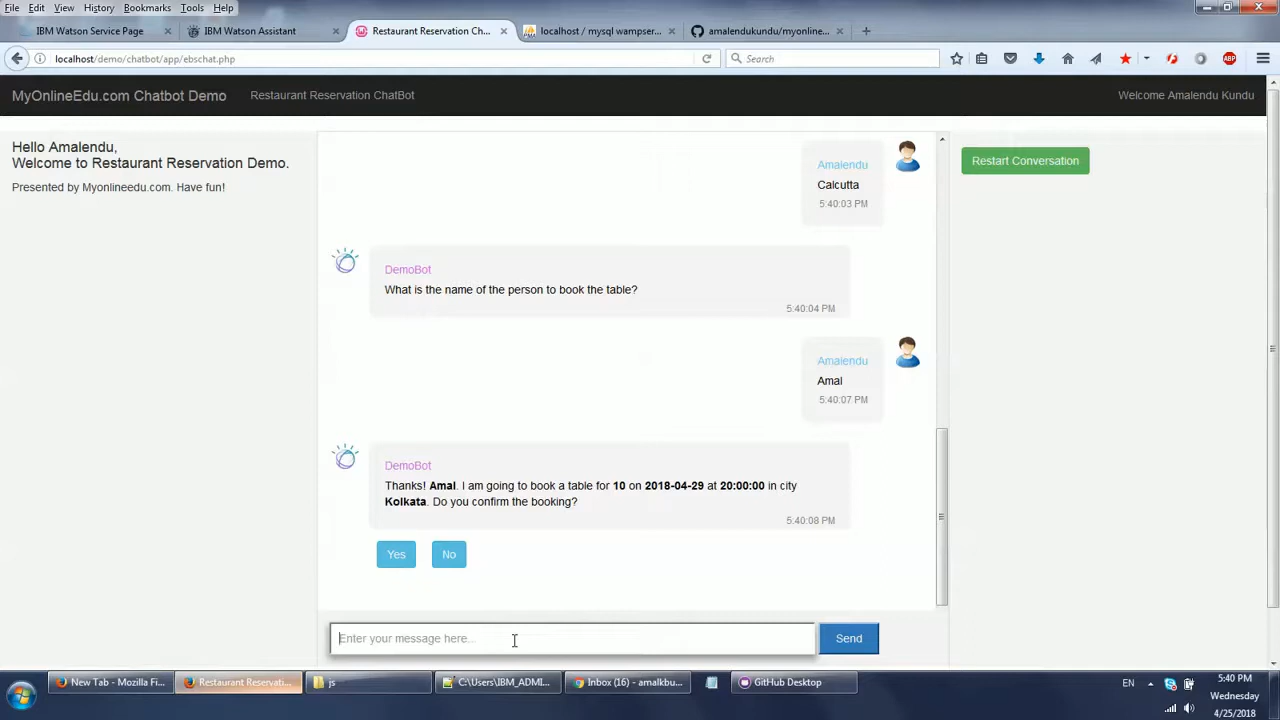 File Edit View History Bookmarks Tools Help
IBM Watson Service Page
IBM Watson Assistant
Restaurant Reservation Ch...
localhost / mysql wampser...
amalendukundu/myonline...
localhost/demo/chatbot/app/ebschat.php
Search
ABP
MyOnlineEdu.com Chatbot Demo
Restaurant Reservation ChatBot
Welcome Amalendu Kundu
Hello Amalendu,
Welcome to Restaurant Reservation Demo.
Presented by Myonlineedu.com. Have fun!
Restart Conversation
Amalendu
Calcutta
5:40:03 PM
DemoBot
What is the name of the person to book the table?
5:40:04 PM
Amalendu
Amal
5:40:07 PM
DemoBot
Thanks! Amal. I am going to book a table for 10 on 2018-04-29 at 20:00:00 in city
Kolkata. Do you confirm the booking?
5:40:08 PM
Yes
No
Enter your message here...
Send
New Tab - Mozilla Fi...
Restaurant Reservati...
js
C:\Users\IBM_ADMI...
Inbox (16) - amalkbu...
GitHub Desktop
EN
5:40 PM
Wednesday
4/25/2018